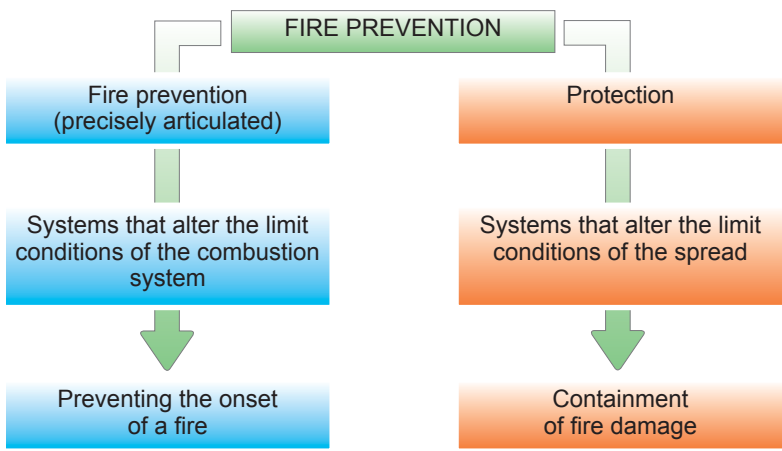 FIRE PREVENTION
Fire prevention
(precisely articulated)
Protection
Systems that alter the limit
conditions of the combustion
system
Systems that alter the limit
conditions of the spread
Preventing the onset
of a fire
Containment
of fire damage